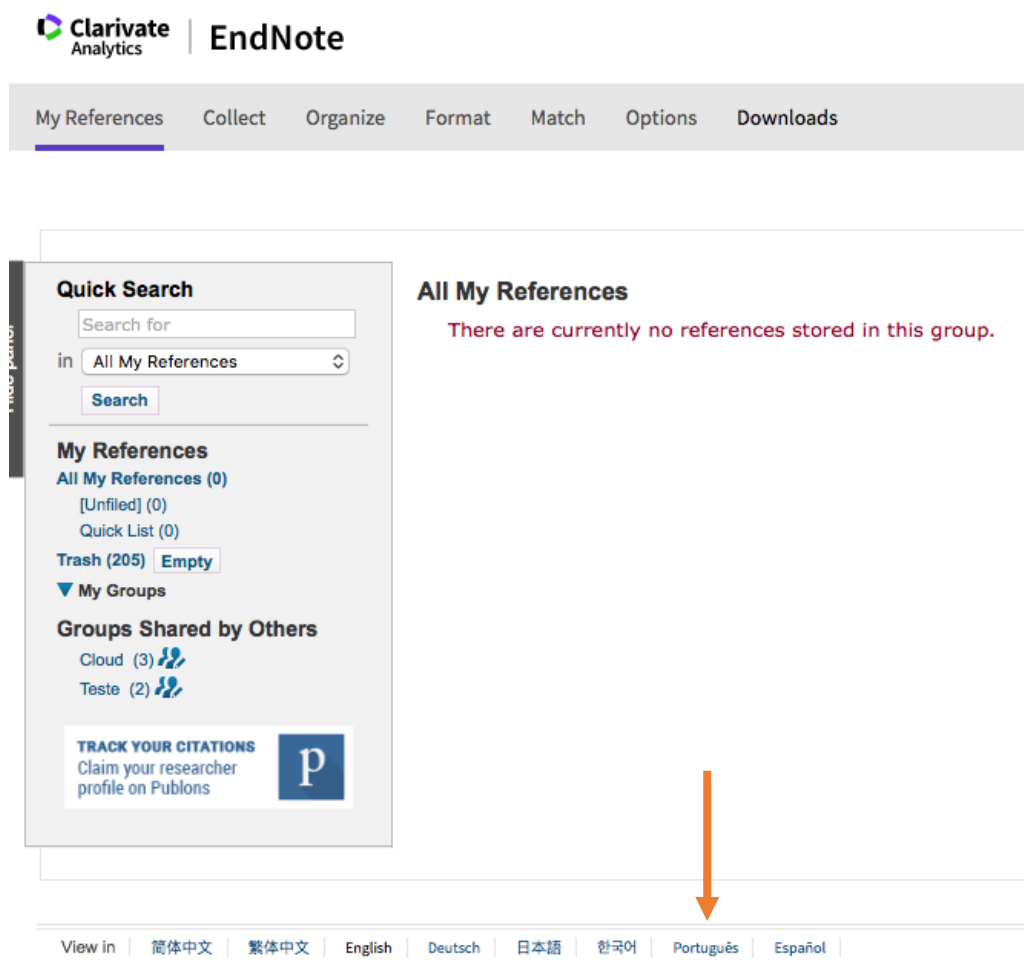 Clarivate
Analytics
EndNote
My References Collect Organize Format Match Options Downloads
Hide panel
Quick Search
Search for
in All My References
Search
My References
All My References (0)
[Unfiled] (0)
Quick List (0)
Trash (205) Empty
My Groups
Groups Shared by Others
Cloud (3)
Teste (2)
TRACK YOUR CITATIONS
Claim your researcher
profile on Publons
p
All My References
There are currently no references stored in this group.
View in 简体中文 繁体中文 English Deutsch 日本語 한국어 Português Español